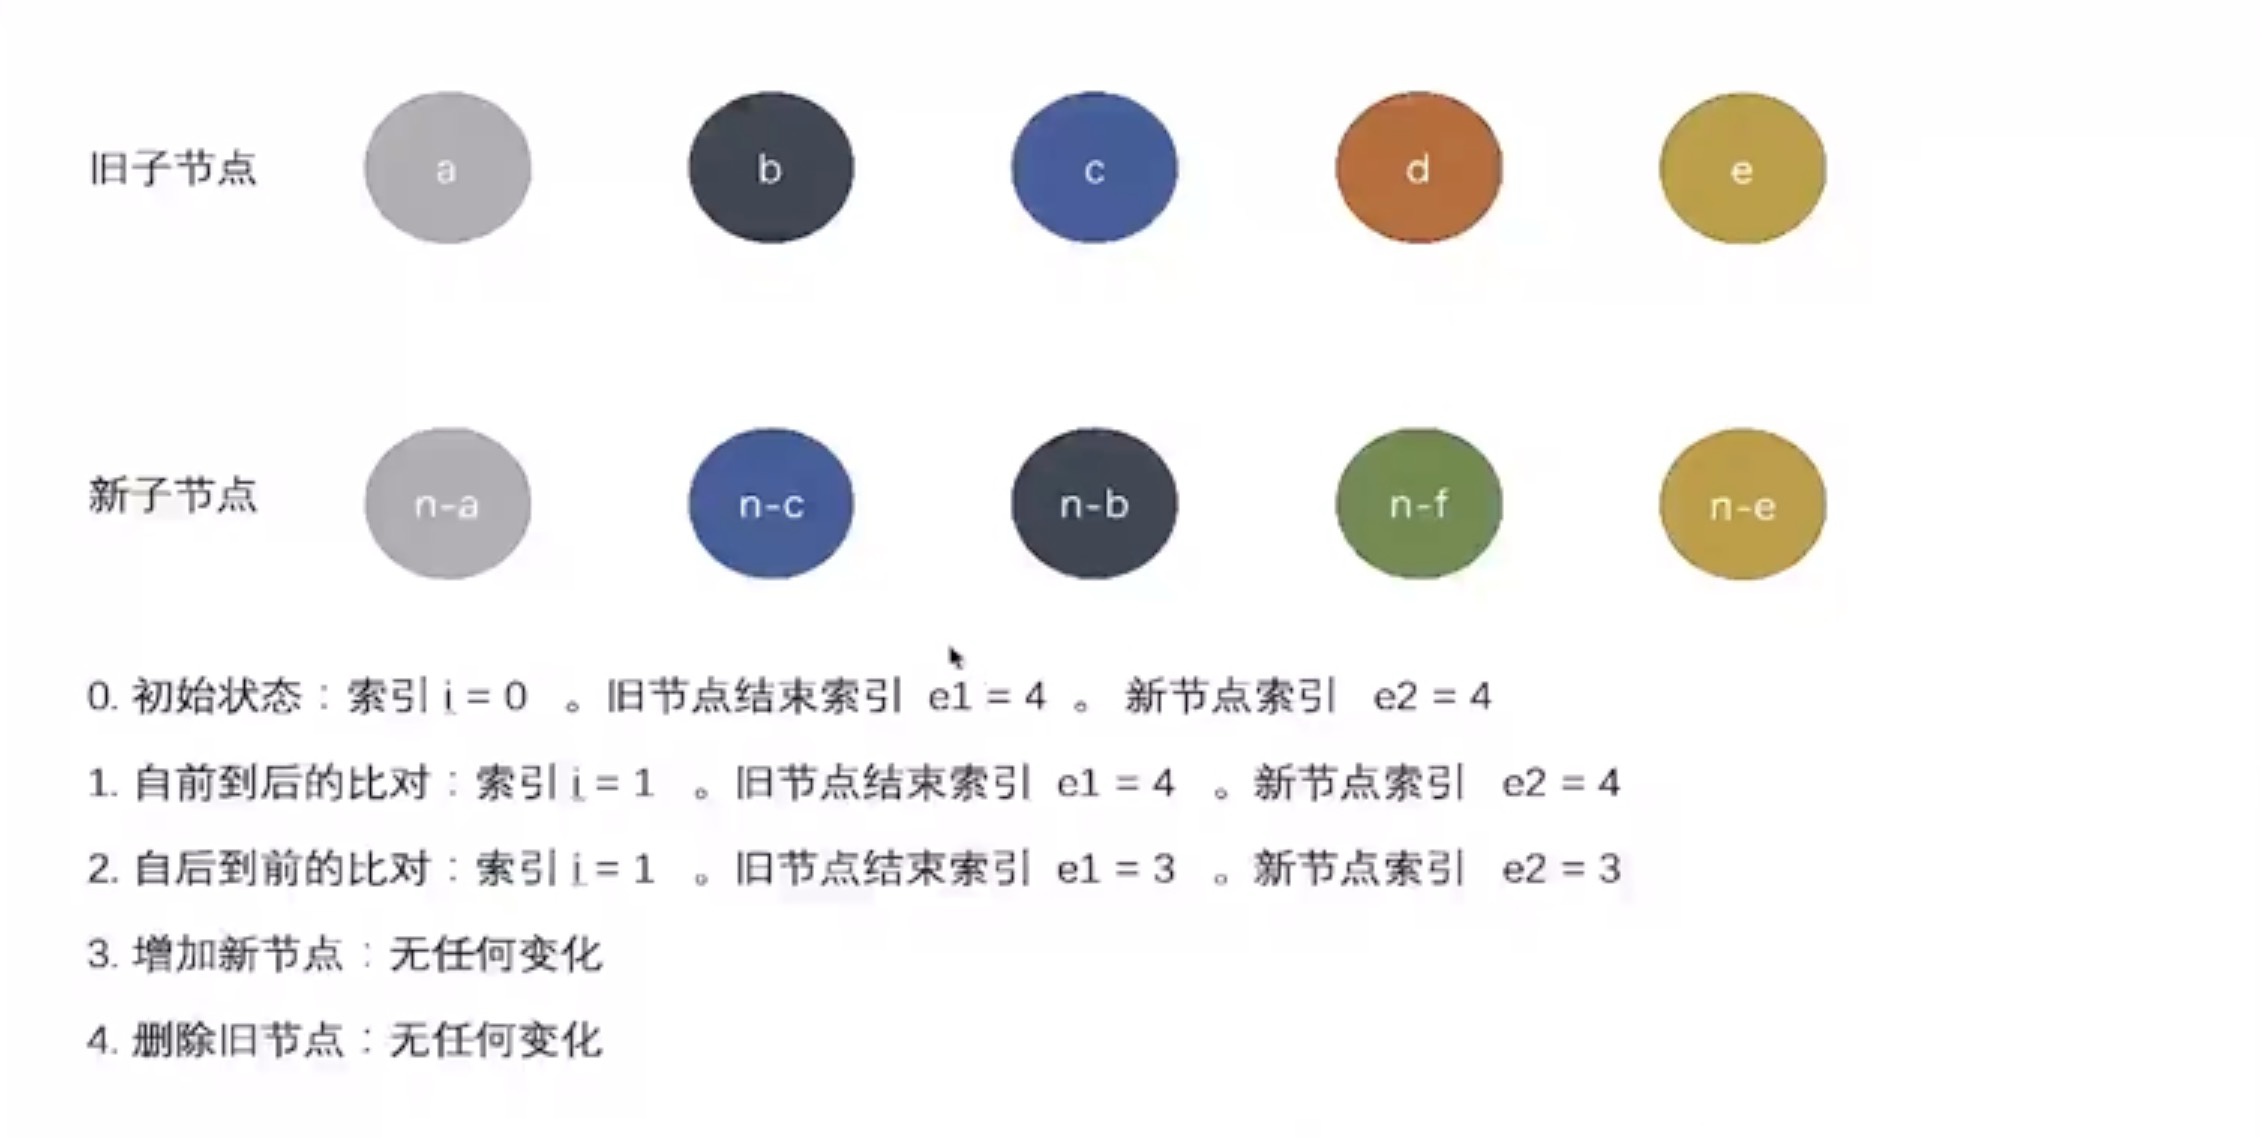 旧子节点 a b c d e
新子节点 n-a n-c n-b n-f n-e
0. 初始状态：索引 i = 0 。旧节点结束索引 e1 = 4 。 新节点索引 e2 = 4
1. 自前到后的比对：索引 i = 1 。旧节点结束索引 e1 = 4 。新节点索引 e2 = 4
2. 自后到前的比对：索引 i = 1 。旧节点结束索引 e1 = 3 。新节点索引 e2 = 3
3. 增加新节点：无任何变化
4. 删除旧节点：无任何变化